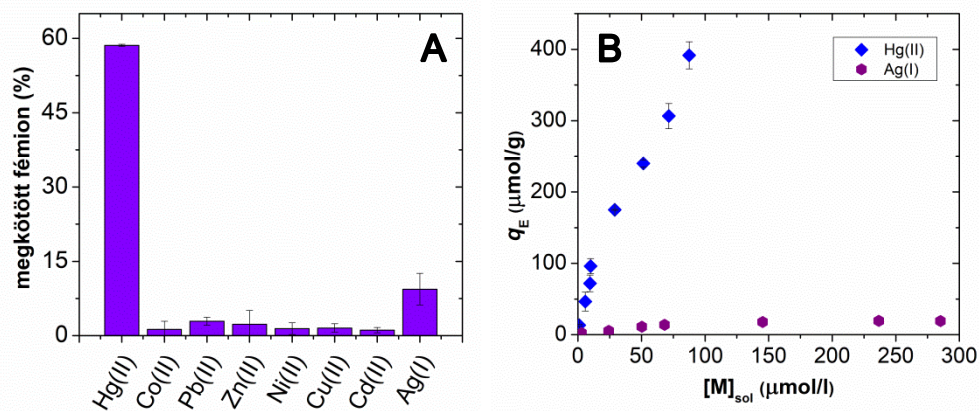 A
megkötött fémion (%)
60
45
30
15
0
Hg(II)
Co(II)
Pb(II)
Zn(II)
Ni(II)
Cu(II)
Cd(II)
Ag(I)
B
Hg(II)
Ag(I)
qE (µmol/g)
400
300
200
100
0
0 50 100 150 200 250 300
[M]sol (µmol/l)